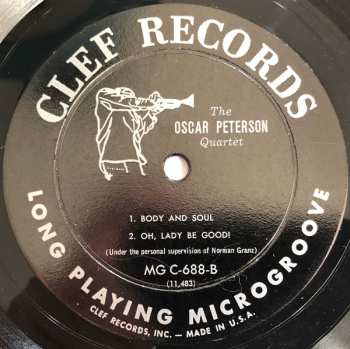 CLEF RECORDS
The
OSCAR PETERSON
Quartet
1. BODY AND SOUL
2. OH, LADY BE GOOD!
(Under the personal supervision of Norman Granz)
MG C-688-B
(11,483)
LONG PLAYING MICROGROOVE
CLEF RECORDS, INC. — MADE IN U.S.A.